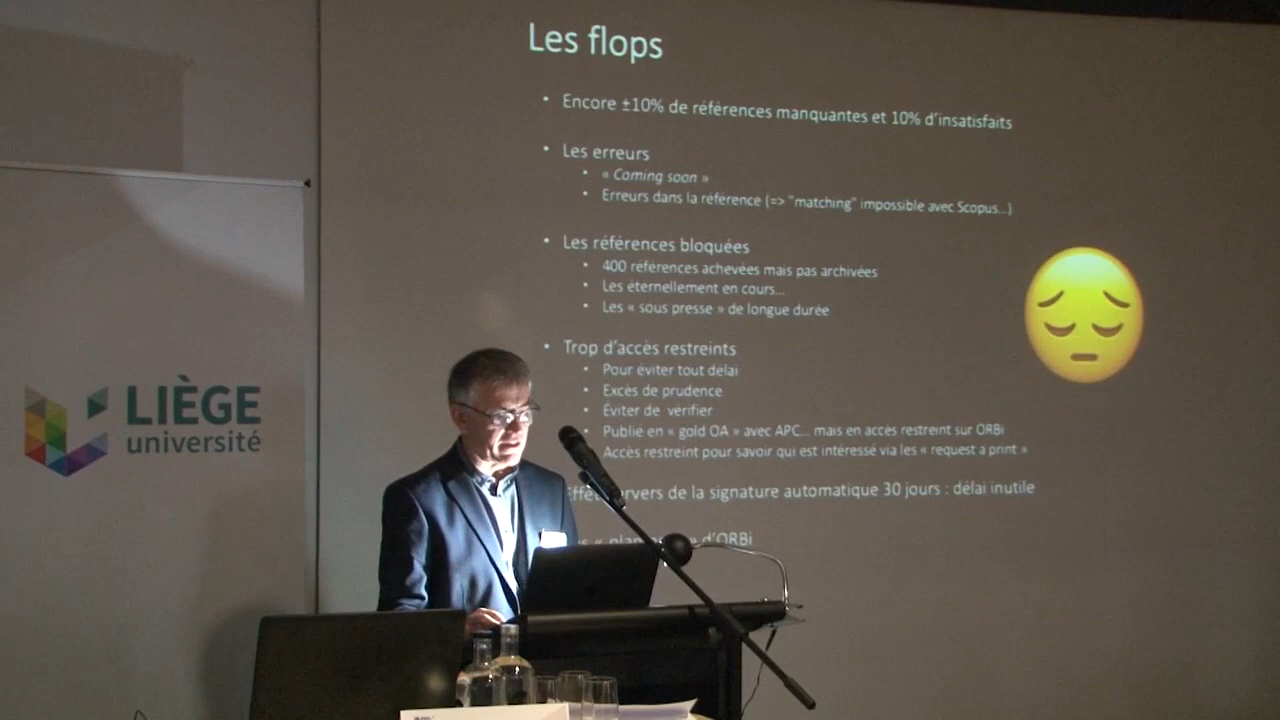 Les flops
• Encore ±10% de références manquantes et 10% d'insatisfaits
• Les erreurs
• « Coming soon »
• Erreurs dans la référence (=> "matching" impossible avec Scopus...)
• Les références bloquées
• 400 références achevées mais pas archivées
• Les éternellement en cours...
• Les « sous presse » de longue durée
• Trop d'accès restreints
• Pour éviter tout délai
• Excès de prudence
• Éviter de vérifier
• Publié en « gold OA » avec APC... mais en accès restreint sur ORBi
Accès restreint pour savoir qui est intéressé via les « request a print »
de la signature automatique 30 jours : délai inutile
d'ORBi
LIÈGE
université